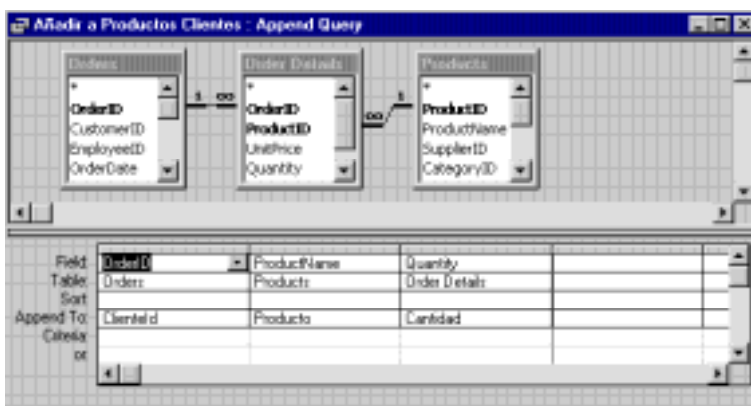 Añadir a Productos Clientes : Append Query
Orders
*
OrderID
CustomerID
EmployeeID
OrderDate
1 ∞
Order Details
*
OrderID
ProductID
UnitPrice
Quantity
∞ 1
Products
*
ProductID
ProductName
SupplierID
CategoryID
Field: OrderID ProductName Quantity
Table: Orders Products Order Details
Sort:
Append To: ClienteId Producto Cantidad
Criteria:
or: